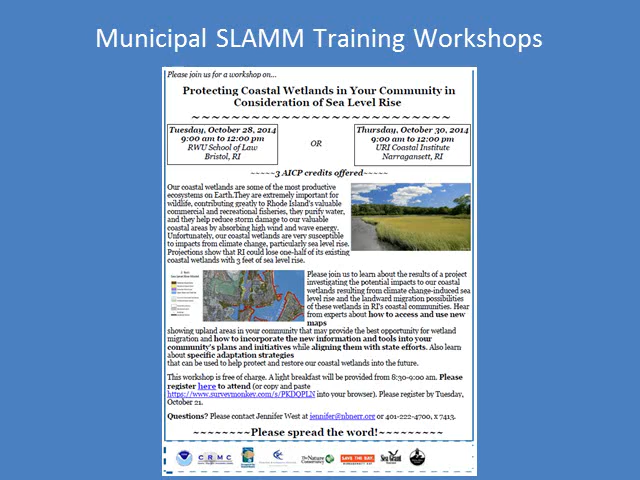 Municipal SLAMM Training Workshops
Please join us for a workshop on...
Protecting Coastal Wetlands in Your Community in
Consideration of Sea Level Rise
~~~~~~~~~~~~~~~~~~~~~~~~~
Tuesday, October 28, 2014
9:00 am to 12:00 pm
RWU School of Law
Bristol, RI
OR
Thursday, October 30, 2014
9:00 am to 12:00 pm
URI Coastal Institute
Narragansett, RI
~~~~~3 AICP credits offered~~~~~
Our coastal wetlands are some of the most productive
ecosystems on Earth.They are extremely important for
wildlife, contributing greatly to Rhode Island's valuable
commercial and recreational fisheries, they purify water,
and they help reduce storm damage to our valuable
coastal areas by absorbing high wind and wave energy.
Unfortunately, our coastal wetlands are very susceptible
to impacts from climate change, particularly sea level rise.
Projections show that RI could lose one-half of its existing
coastal wetlands with 3 feet of sea level rise.
Please join us to learn about the results of a project
investigating the potential impacts to our coastal
wetlands resulting from climate change-induced sea
level rise and the landward migration possibilities
of these wetlands in RI's coastal communities. Hear
from experts about how to access and use new
maps
showing upland areas in your community that may provide the best opportunity for wetland
migration and how to incorporate the new information and tools into your
community's plans and initiatives while aligning them with state efforts. Also learn
about specific adaptation strategies
that can be used to help protect and restore our coastal wetlands into the future.
This workshop is free of charge. A light breakfast will be provided from 8:30-9:00 am. Please
register here to attend (or copy and paste
https://www.surveymonkey.com/s/PKDQPLN into your browser). Please register by Tuesday,
October 21.
Questions? Please contact Jennifer West at jennifer@nbnerr.org or 401-222-4700, x 7413.
~~~~~~~~Please spread the word!~~~~~~~~~
CRMC
The Nature
Conservancy
SAVE THE BAY
Sea Grant